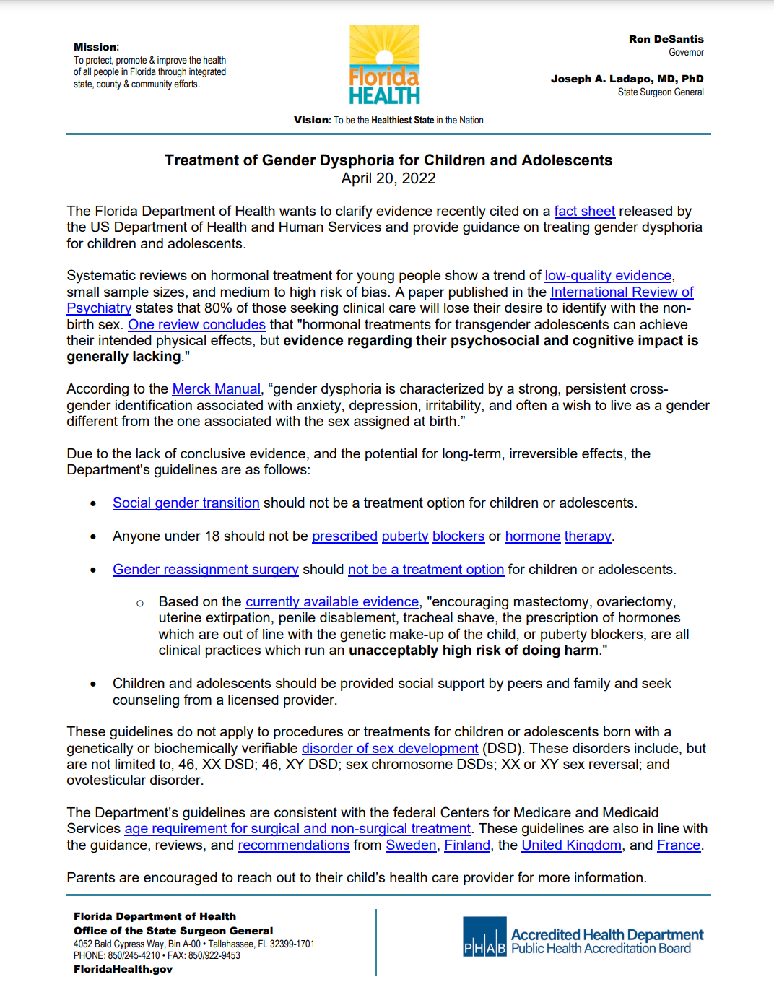 Mission:
To protect, promote & improve the health
of all people in Florida through integrated
state, county & community efforts.
Florida
HEALTH
Ron DeSantis
Governor
Joseph A. Ladapo, MD, PhD
State Surgeon General
Vision: To be the Healthiest State in the Nation
Treatment of Gender Dysphoria for Children and Adolescents
April 20, 2022
The Florida Department of Health wants to clarify evidence recently cited on a fact sheet released by
the US Department of Health and Human Services and provide guidance on treating gender dysphoria
for children and adolescents.
Systematic reviews on hormonal treatment for young people show a trend of low-quality evidence,
small sample sizes, and medium to high risk of bias. A paper published in the International Review of
Psychiatry states that 80% of those seeking clinical care will lose their desire to identify with the non-
birth sex. One review concludes that "hormonal treatments for transgender adolescents can achieve
their intended physical effects, but evidence regarding their psychosocial and cognitive impact is
generally lacking."
According to the Merck Manual, “gender dysphoria is characterized by a strong, persistent cross-
gender identification associated with anxiety, depression, irritability, and often a wish to live as a gender
different from the one associated with the sex assigned at birth.”
Due to the lack of conclusive evidence, and the potential for long-term, irreversible effects, the
Department's guidelines are as follows:
• Social gender transition should not be a treatment option for children or adolescents.
• Anyone under 18 should not be prescribed puberty blockers or hormone therapy.
• Gender reassignment surgery should not be a treatment option for children or adolescents.
o Based on the currently available evidence, "encouraging mastectomy, ovariectomy,
uterine extirpation, penile disablement, tracheal shave, the prescription of hormones
which are out of line with the genetic make-up of the child, or puberty blockers, are all
clinical practices which run an unacceptably high risk of doing harm."
• Children and adolescents should be provided social support by peers and family and seek
counseling from a licensed provider.
These guidelines do not apply to procedures or treatments for children or adolescents born with a
genetically or biochemically verifiable disorder of sex development (DSD). These disorders include, but
are not limited to, 46, XX DSD; 46, XY DSD; sex chromosome DSDs; XX or XY sex reversal; and
ovotesticular disorder.
The Department’s guidelines are consistent with the federal Centers for Medicare and Medicaid
Services age requirement for surgical and non-surgical treatment. These guidelines are also in line with
the guidance, reviews, and recommendations from Sweden, Finland, the United Kingdom, and France.
Parents are encouraged to reach out to their child’s health care provider for more information.
Florida Department of Health
Office of the State Surgeon General
4052 Bald Cypress Way, Bin A-00 • Tallahassee, FL 32399-1701
PHONE: 850/245-4210 • FAX: 850/922-9453
FloridaHealth.gov
PHAB
Accredited Health Department
Public Health Accreditation Board